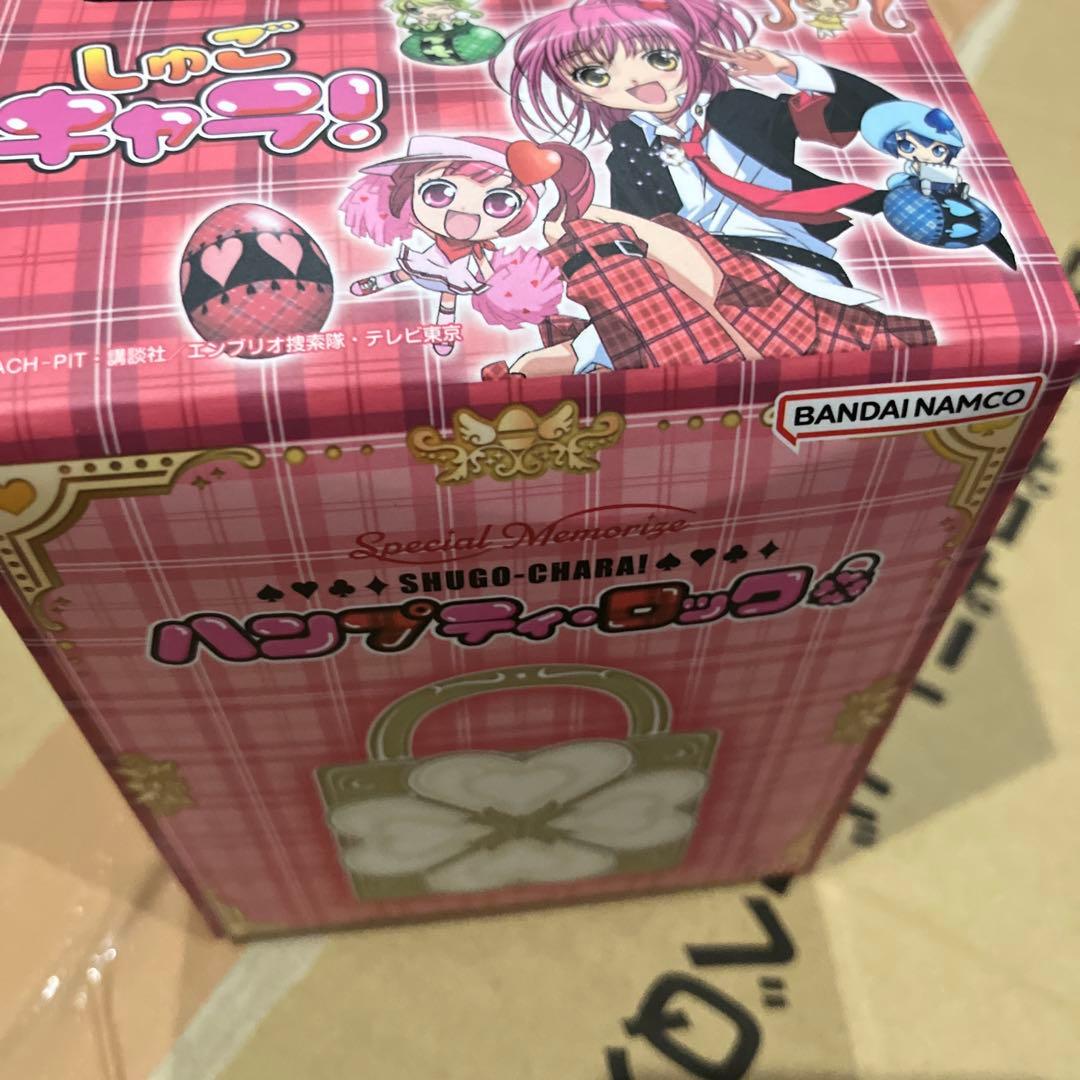 しゅご
キャラ!
ACH-PIT・講談社／エンブリオ捜索隊・テレビ東京
BANDAI NAMCO
Special Memorize
SHUGO-CHARA!
ハンプティ・ロック